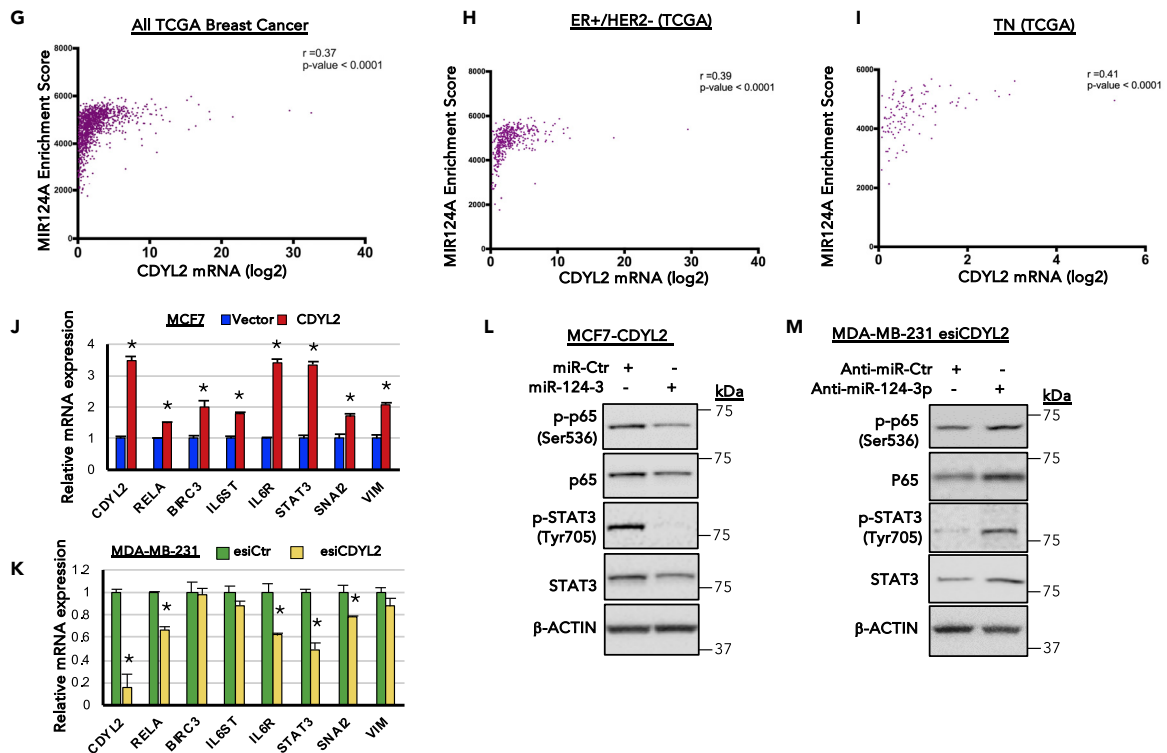 G
All TCGA Breast Cancer
r =0.37
p-value < 0.0001
MIR124A Enrichment Score
8000
6000
4000
2000
0
0 10 20 30 40
CDYL2 mRNA (log2)
H
ER+/HER2- (TCGA)
r =0.39
p-value < 0.0001
MIR124A Enrichment Score
8000
6000
4000
2000
0
0 10 20 30 40
CDYL2 mRNA (log2)
I
TN (TCGA)
r =0.41
p-value < 0.0001
MIR124A Enrichment Score
6000
4000
2000
0
0 2 4 6
CDYL2 mRNA (log2)
J
MCF7 Vector CDYL2
Relative mRNA expression
4
3
2
1
0
* * * * * * * *
CDYL2 RELA BIRC3 IL6ST IL6R STAT3 SNAI2 VIM
K
MDA-MB-231 esiCtr esiCDYL2
Relative mRNA expression
1.2
1
0.8
0.6
0.4
0.2
0
* * * * *
CDYL2 RELA BIRC3 IL6ST IL6R STAT3 SNAI2 VIM
L
MCF7-CDYL2
miR-Ctr + -
miR-124-3 - +
kDa
p-p65
(Ser536)
75
p65
75
p-STAT3
(Tyr705)
75
STAT3
75
β-ACTIN
37
M
MDA-MB-231 esiCDYL2
Anti-miR-Ctr + -
Anti-miR-124-3p - +
kDa
p-p65
(Ser536)
75
P65
75
p-STAT3
(Tyr705)
75
STAT3
75
β-ACTIN
37